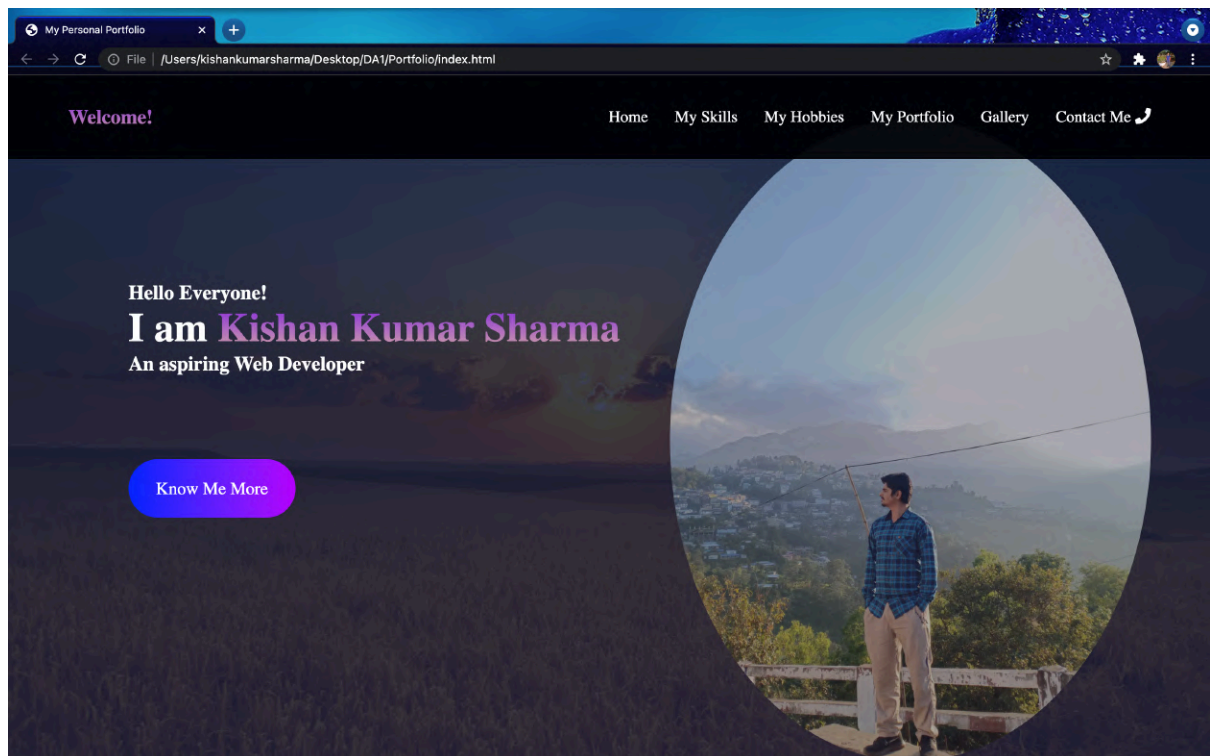 My Personal Portfolio
File | /Users/kishankumarsharma/Desktop/DA1/Portfolio/index.html
Welcome! Home My Skills My Hobbies My Portfolio Gallery Contact Me
Hello Everyone!
I am Kishan Kumar Sharma
An aspiring Web Developer
Know Me More